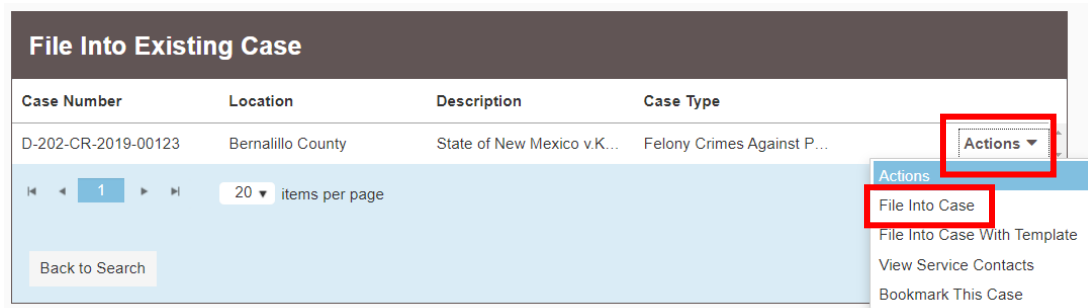 File Into Existing Case
Case Number Location Description Case Type
D-202-CR-2019-00123 Bernalillo County State of New Mexico v.K... Felony Crimes Against P... Actions
Actions
1 20 items per page
File Into Case
File Into Case With Template
Back to Search View Service Contacts
Bookmark This Case